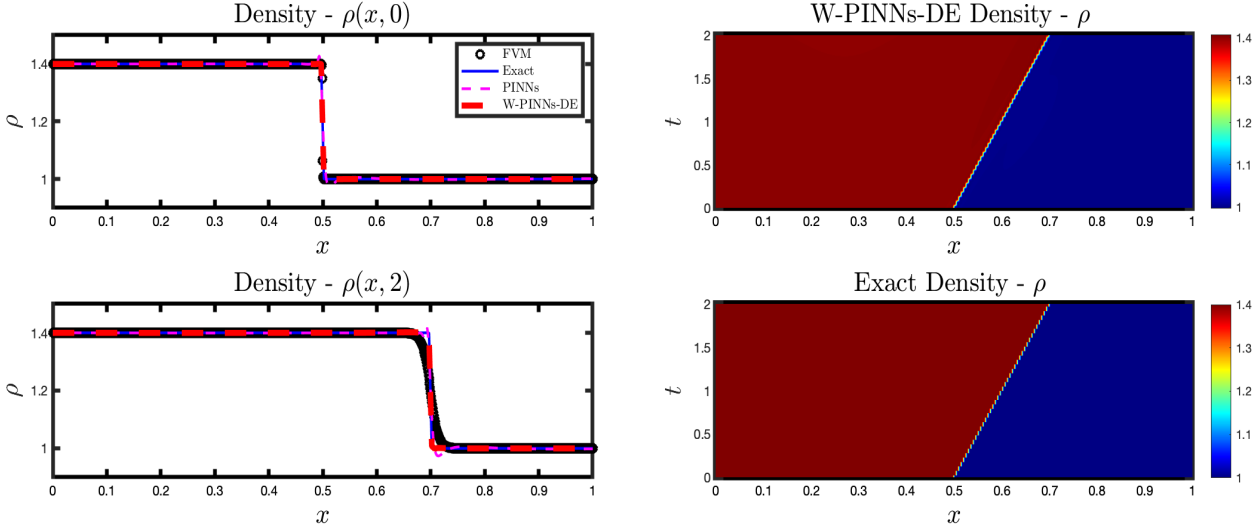 Density - ρ(x, 0)
ρ
1.4
1.2
1
FVM
Exact
PINNs
W-PINNs-DE
0 0.1 0.2 0.3 0.4 0.5 0.6 0.7 0.8 0.9 1
x
W-PINNs-DE Density - ρ
t
2
1.5
1
0.5
0
0 0.1 0.2 0.3 0.4 0.5 0.6 0.7 0.8 0.9 1
x
1.4
1.3
1.2
1.1
1
Density - ρ(x, 2)
ρ
1.4
1.2
1
0 0.1 0.2 0.3 0.4 0.5 0.6 0.7 0.8 0.9 1
x
Exact Density - ρ
t
2
1.5
1
0.5
0
0 0.1 0.2 0.3 0.4 0.5 0.6 0.7 0.8 0.9 1
x
1.4
1.3
1.2
1.1
1